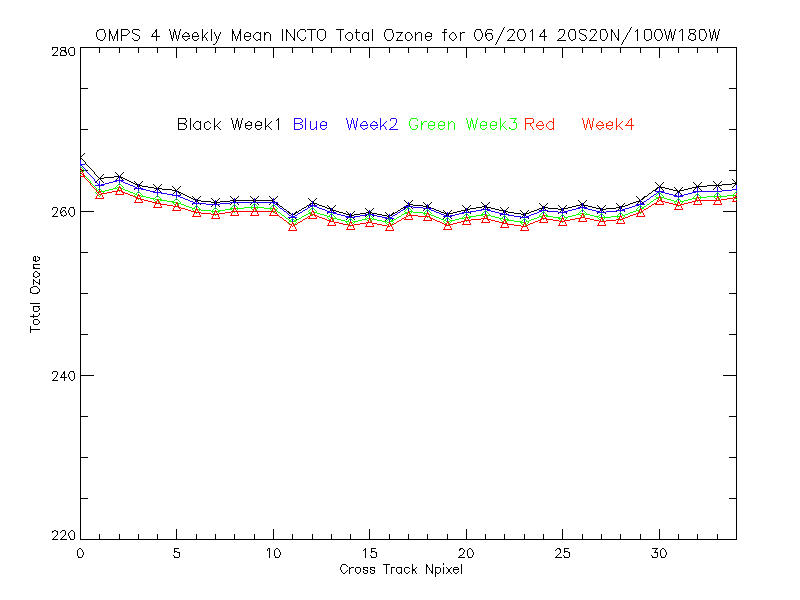 OMPS 4 Weekly Mean INCTO Total Ozone for 06/2014 20S20N/100W180W
280
Black Week1 Blue Week2 Green Week3 Red Week4
260
Total Ozone
240
220
0 5 10 15 20 25 30
Cross Track Npixel